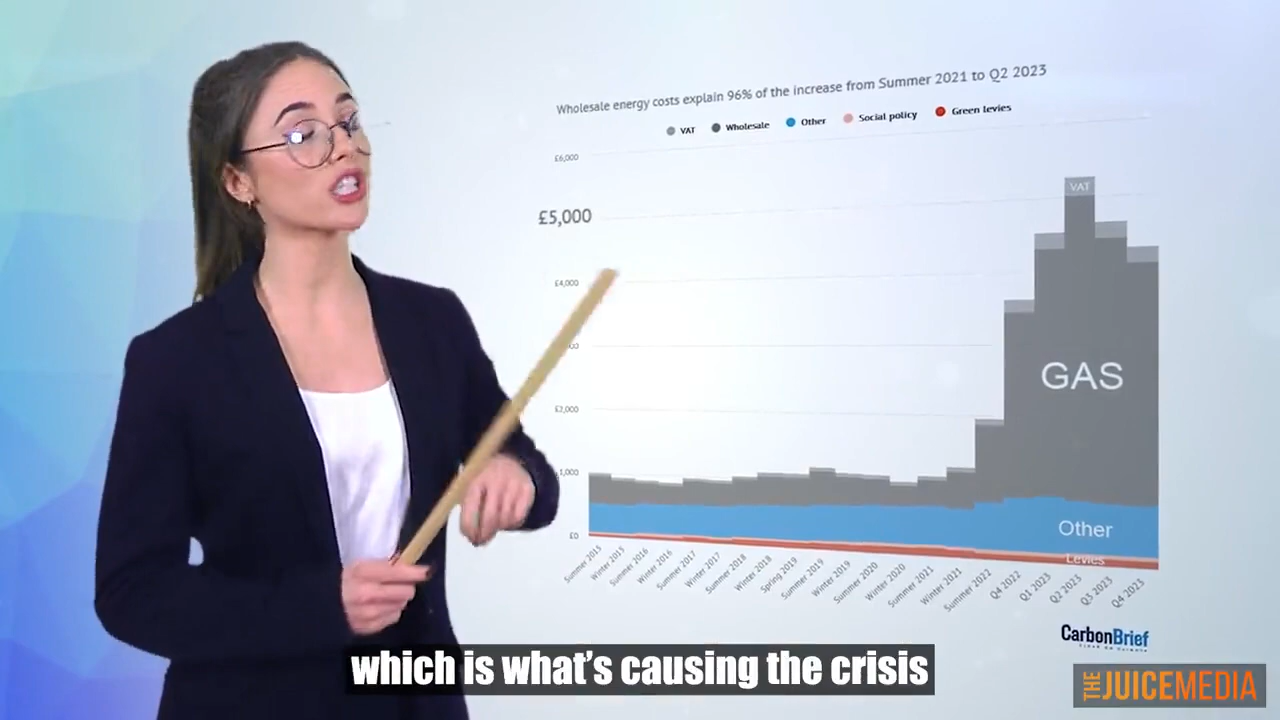 Wholesale energy costs explain 96% of the increase from Summer 2021 to Q2 2023
VAT Wholesale Other Social policy Green levies
£6,000
VAT
£5,000
£4,000
GAS
£2,000
1,000
Other
£0
Levies
Summer 2015
Winter 2015
Summer 2016
Winter 2016
Summer 2017
Winter 2017
Summer 2018
Winter 2018
Spring 2019
Summer 2019
Winter 2019
Summer 2020
Winter 2020
Summer 2021
Winter 2021
Summer 2022
Q4 2022
Q1 2023
Q2 2023
Q3 2023
Q4 2023
CarbonBrief
which is what's causing the crisis
THE JUICEMEDIA